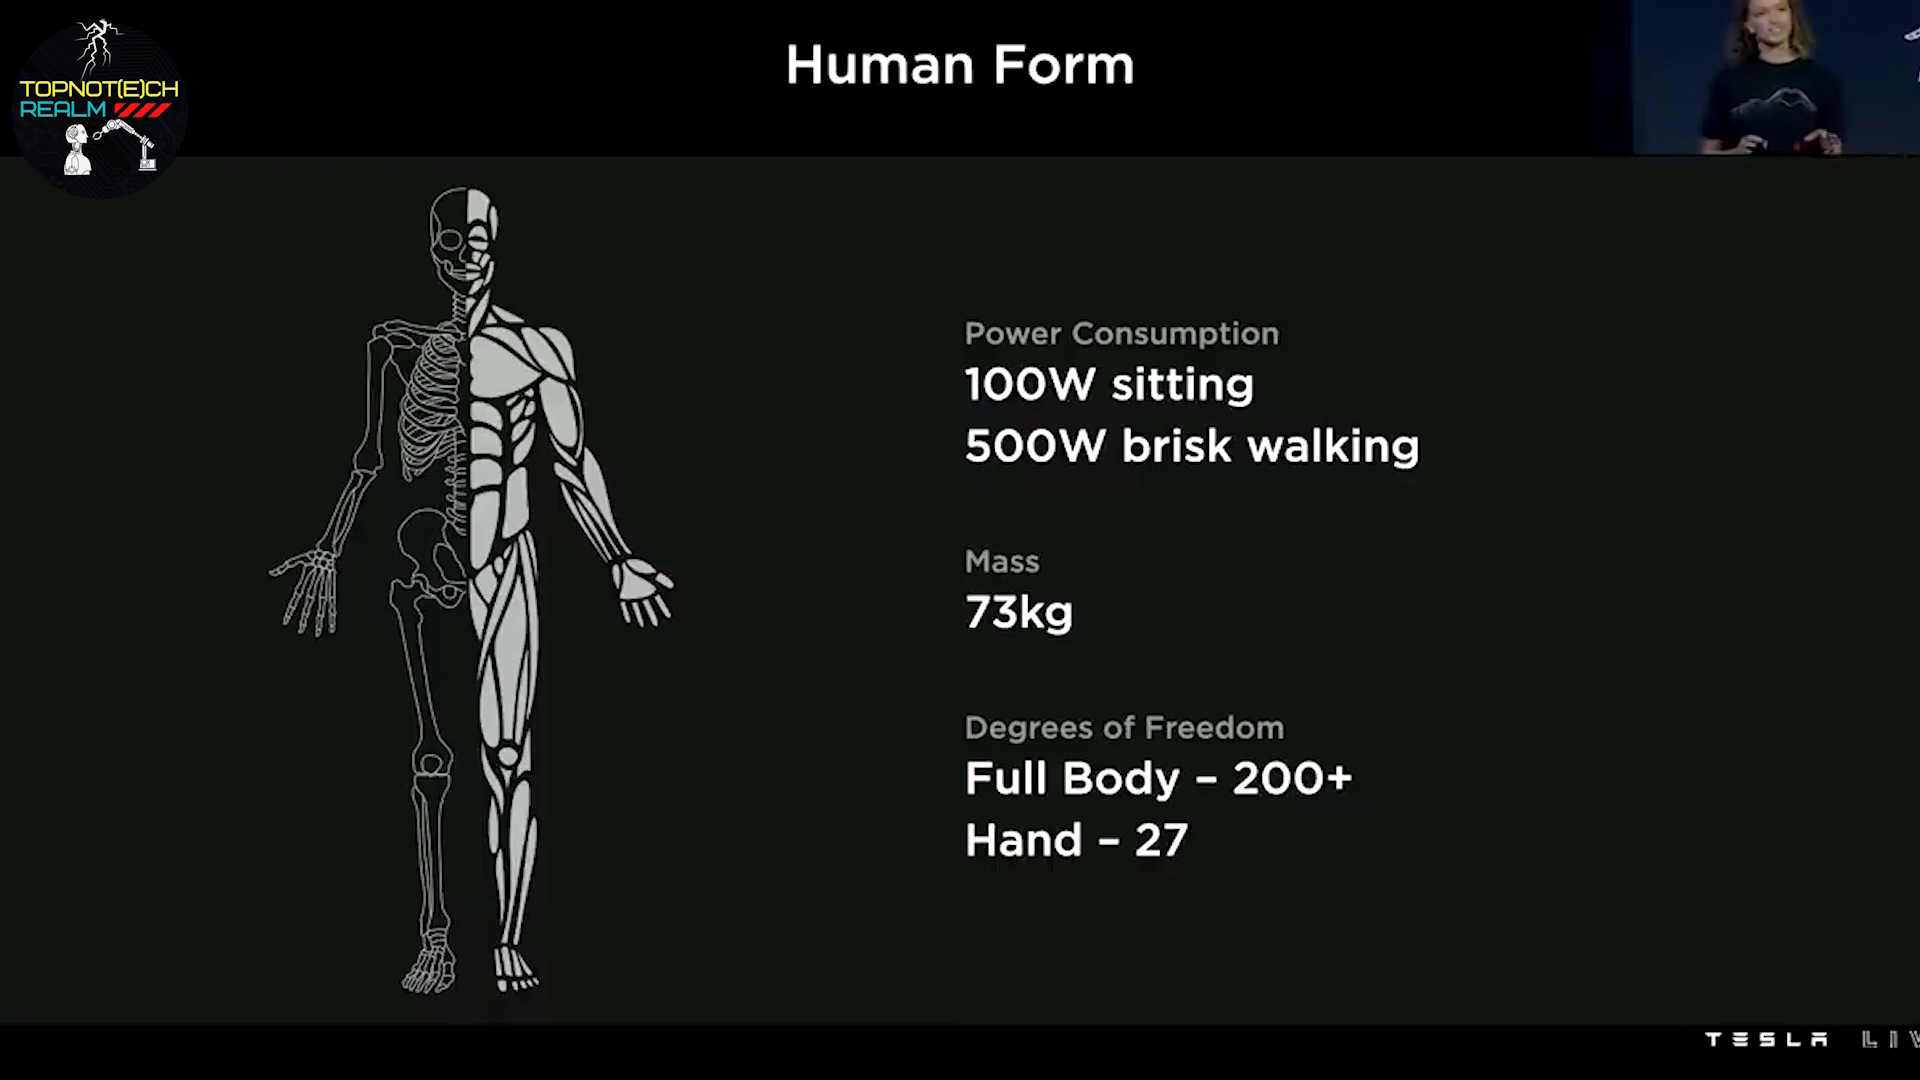 TOPNOT(E)CH
REALM
Human Form
Power Consumption
100W sitting
500W brisk walking
Mass
73kg
Degrees of Freedom
Full Body – 200+
Hand – 27
TESLA LIV